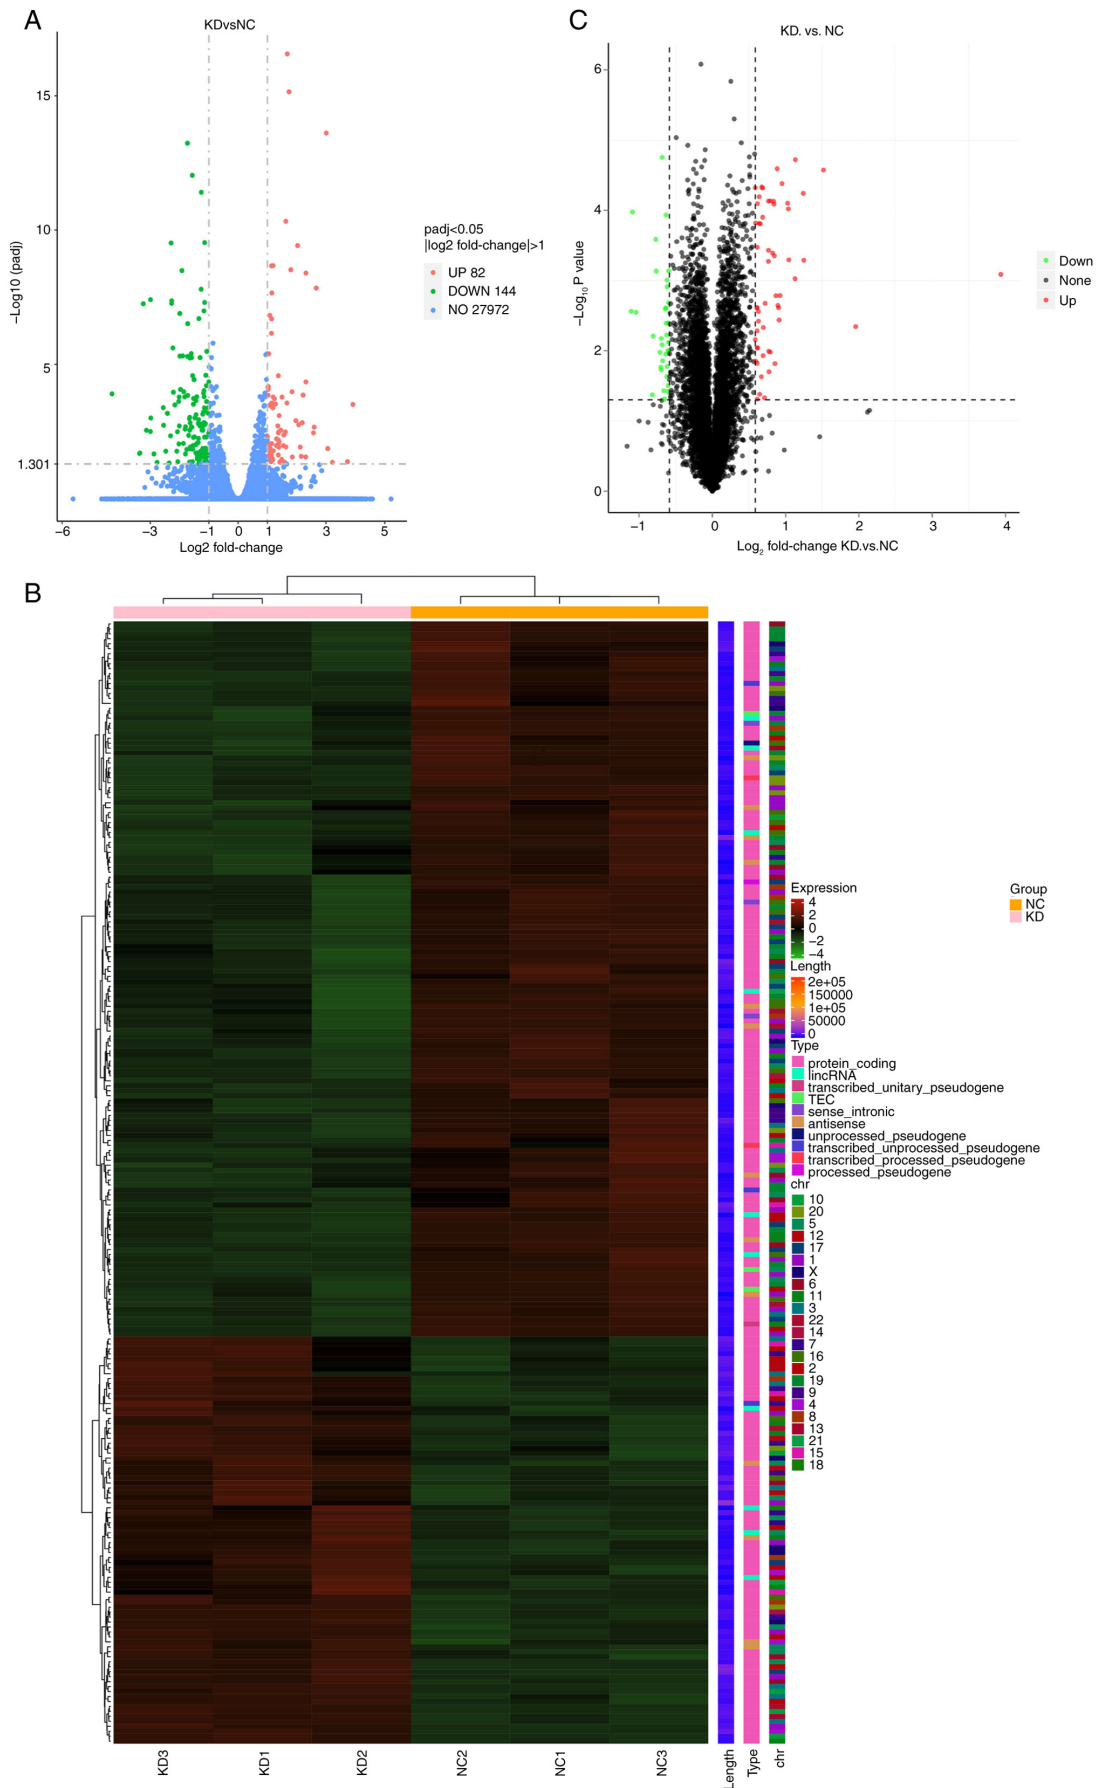 A
KDvsNC
15
10
5
1.301
−Log10 (padj)
−6
−3
−1
0
1
5
Log2 fold-change
padj<0.05
|log2 fold-change|>1
UP 82
DOWN 144
NO 27972
C
KD. vs. NC
6
4
2
0
−Log10 P value
−1
0
1
2
3
4
Log2 fold-change KD.vs.NC
Down
None
Up
B
Expression
4
2
0
−2
−4
Length
2e+05
150000
1e+05
50000
0
Type
protein_coding
lincRNA
transcribed_unitary_pseudogene
TEC
sense_intronic
antisense
unprocessed_pseudogene
transcribed_unprocessed_pseudogene
transcribed_processed_pseudogene
processed_pseudogene
chr
10
20
5
12
17
1
X
6
11
3
22
14
7
16
2
19
9
4
8
13
21
15
18
Group
NC
KD
KD3
KD1
KD2
NC2
NC1
NC3
Length
Type
chr